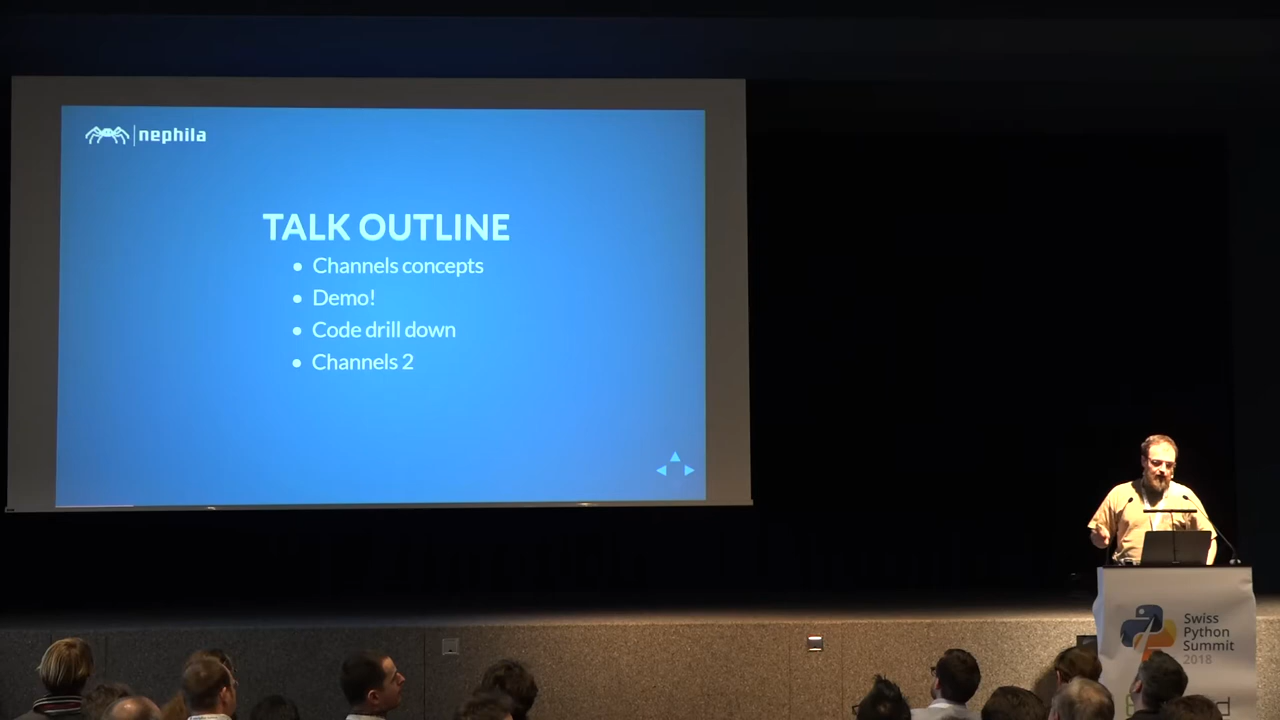 nephila
TALK OUTLINE
Channels concepts
Demo!
Code drill down
Channels 2
Swiss
Python
Summit
2018